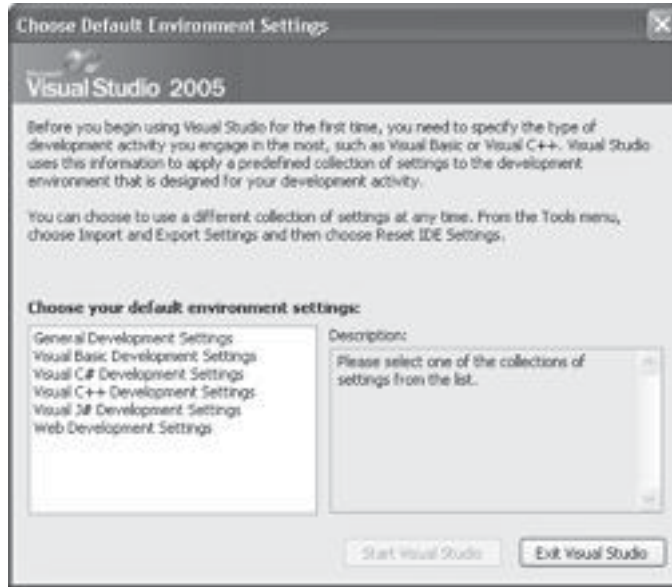 Choose Default Environment Settings
Visual Studio 2005
Before you begin using Visual Studio for the first time, you need to specify the type of
development activity you engage in the most, such as Visual Basic or Visual C++. Visual Studio
uses this information to apply a predefined collection of settings to the development
environment that is designed for your development activity.
You can choose to use a different collection of settings at any time. From the Tools menu,
choose Import and Export Settings and then choose Reset IDE Settings.
Choose your default environment settings:
General Development Settings
Visual Basic Development Settings
Visual C# Development Settings
Visual C++ Development Settings
Visual J# Development Settings
Web Development Settings
Description:
Please select one of the collections of
settings from the list.
Start Visual Studio
Exit Visual Studio